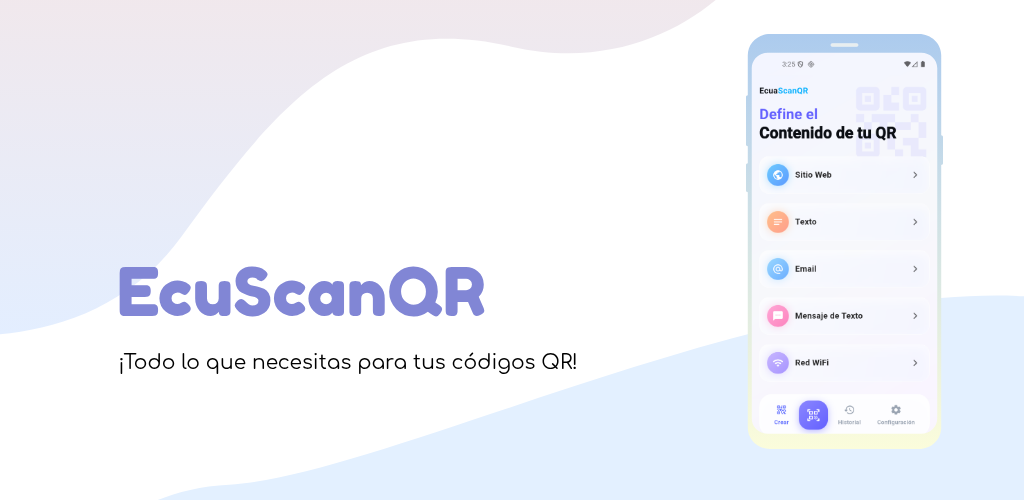 EcuScanQR
¡Todo lo que necesitas para tus códigos QR!
3:25
EcuaScanQR
Define el
Contenido de tu QR
Sitio Web
Texto
Email
Mensaje de Texto
Red WiFi
Crear
Historial
Configuración